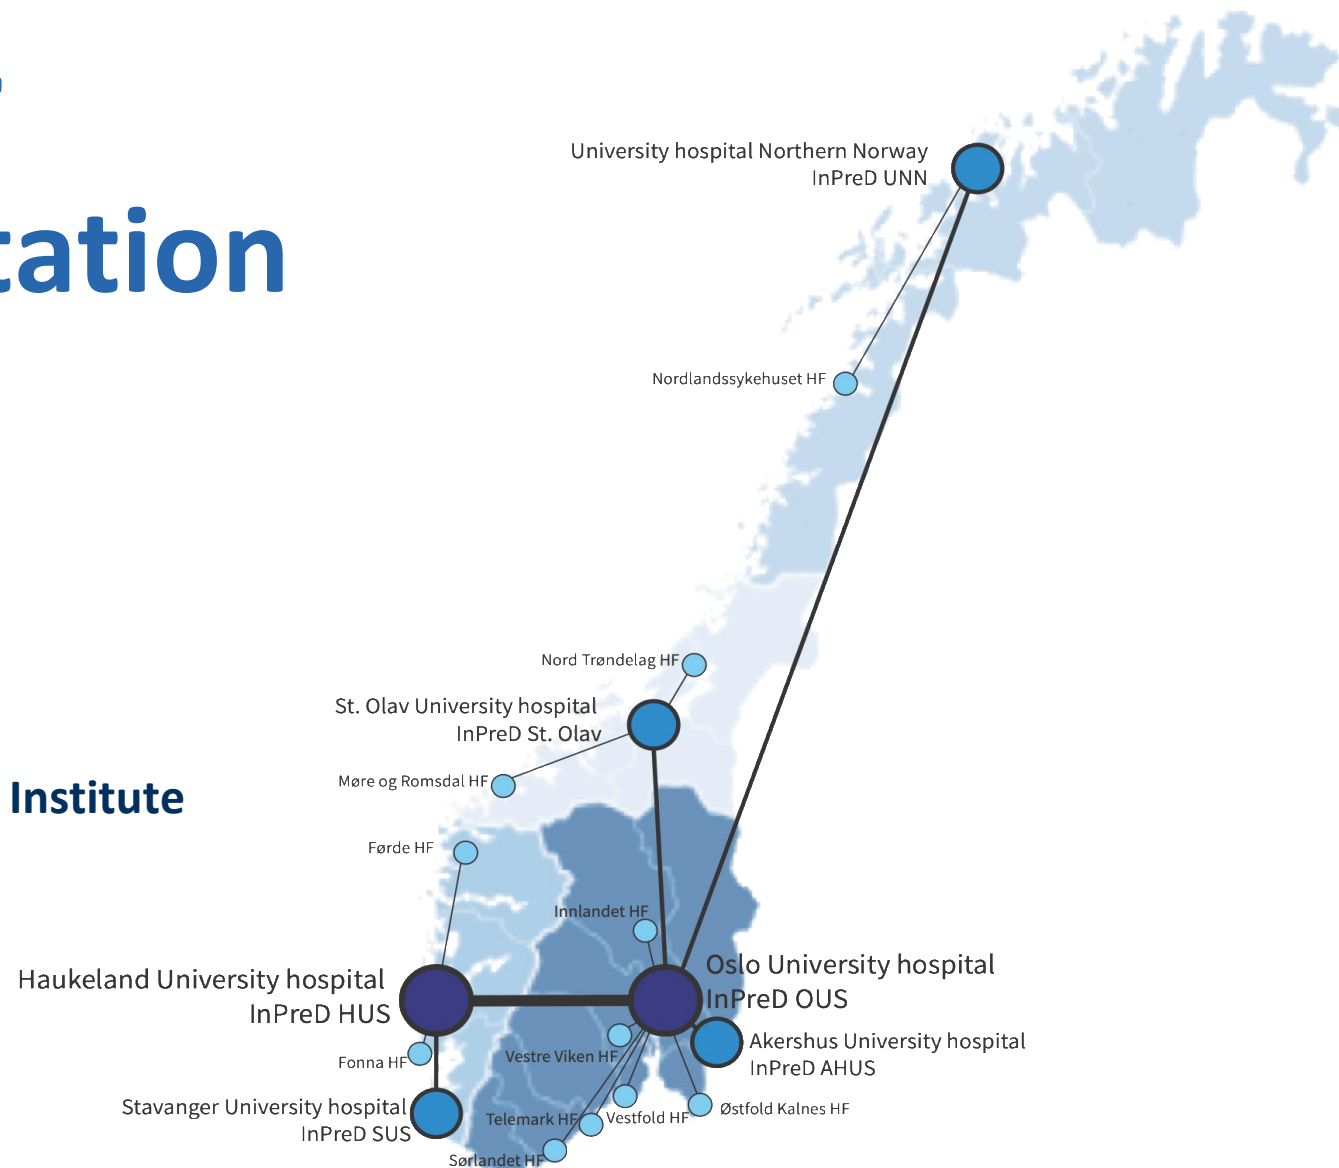 tation
University hospital Northern Norway
InPreD UNN
Nordlandssykehuset HF
Nord Trøndelag HF
St. Olav University hospital
InPreD St. Olav
Møre og Romsdal HF
Institute
Førde HF
Innlandet HF
Oslo University hospital
InPreD OUS
Haukeland University hospital
InPreD HUS
Akershus University hospital
InPreD AHUS
Vestre Viken HF
Fonna HF
Stavanger University hospital
InPreD SUS
Telemark HF
Vestfold HF
Østfold Kalnes HF
Sørlandet HF